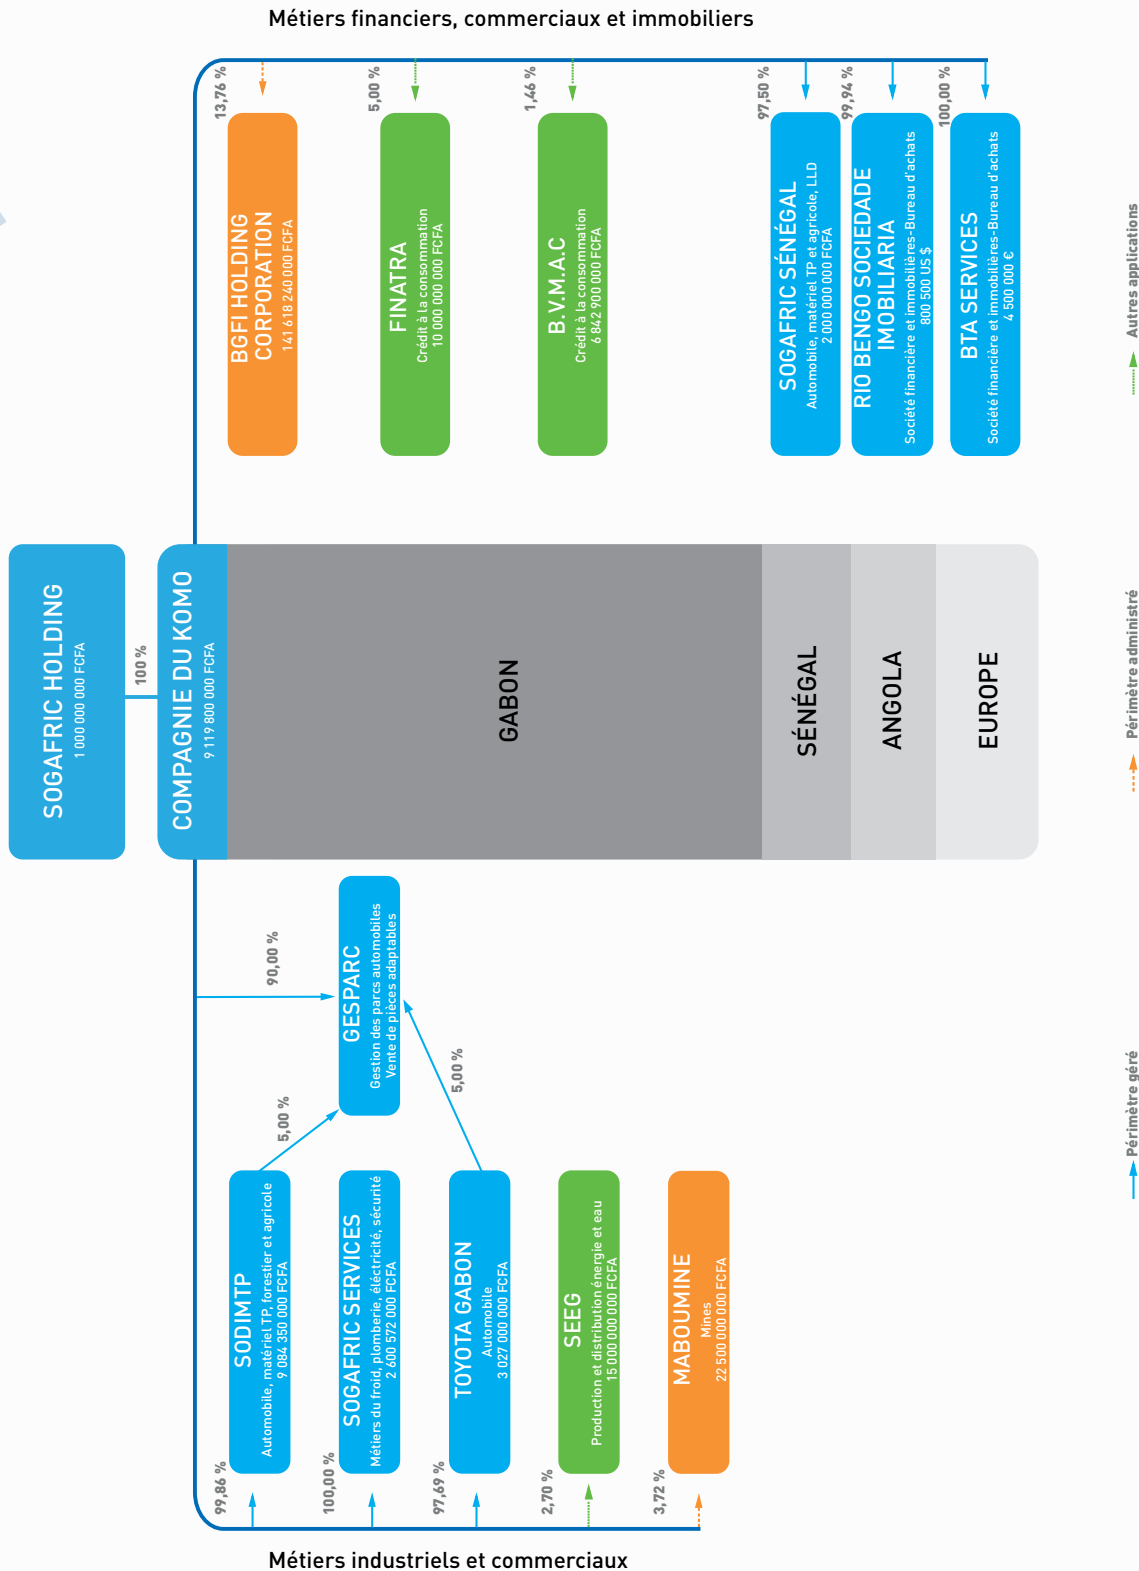 Métiers financiers, commerciaux et immobiliers
SOGAFRIC HOLDING
1 000 000 000 FCFA
100 %
COMPAGNIE DU KOMO
9 119 800 000 FCFA
GABON
SÉNÉGAL
ANGOLA
EUROPE
13,76 %
BGFI HOLDING
CORPORATION
141 618 240 000 FCFA
5,00 %
FINATRA
Crédit à la consommation
10 000 000 000 FCFA
1,46 %
B.V.M.A.C
Crédit à la consommation
6 842 900 000 FCFA
97,50 %
SOGAFRIC SÉNÉGAL
Automobile, matériel TP et agricole, LLD
2 000 000 000 FCFA
99,94 %
RIO BENGO SOCIEDADE
IMOBILIARIA
Société financière et immobilières-Bureau d'achats
800 500 US $
100,00 %
BTA SERVICES
Société financière et immobilières-Bureau d'achats
4 500 000 €
90,00 %
GESPARC
Gestion des parcs automobiles
Vente de pièces adaptables
5,00 %
5,00 %
99,86 %
SODIMTP
Automobile, matériel TP, forestier et agricole
9 084 350 000 FCFA
100,00 %
SOGAFRIC SERVICES
Métiers du froid, plomberie, éléctricité, sécurité
2 600 572 000 FCFA
97,69 %
TOYOTA GABON
Automobile
3 027 000 000 FCFA
2,70 %
SEEG
Production et distribution énergie et eau
15 000 000 000 FCFA
3,72 %
MABOUMINE
Mines
22 500 000 000 FCFA
Métiers industriels et commerciaux
Périmètre géré
Périmètre administré
Autres applications